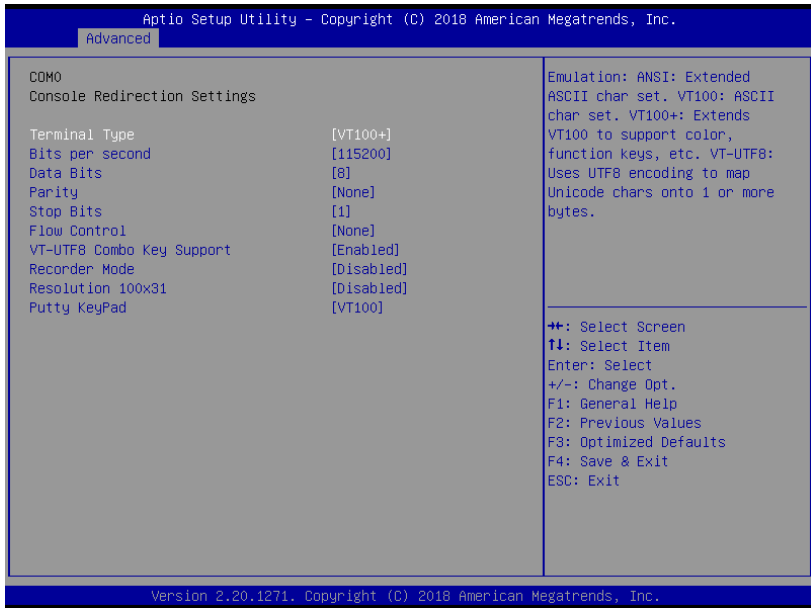 Aptio Setup Utility – Copyright (C) 2018 American Megatrends, Inc.
Advanced
COM0
Console Redirection Settings
Terminal Type [VT100+]
Bits per second [115200]
Data Bits [8]
Parity [None]
Stop Bits [1]
Flow Control [None]
VT-UTF8 Combo Key Support [Enabled]
Recorder Mode [Disabled]
Resolution 100x31 [Disabled]
Putty KeyPad [VT100]
Emulation: ANSI: Extended
ASCII char set. VT100: ASCII
char set. VT100+: Extends
VT100 to support color,
function keys, etc. VT-UTF8:
Uses UTF8 encoding to map
Unicode chars onto 1 or more
bytes.
→←: Select Screen
↑↓: Select Item
Enter: Select
+/-: Change Opt.
F1: General Help
F2: Previous Values
F3: Optimized Defaults
F4: Save & Exit
ESC: Exit
Version 2.20.1271. Copyright (C) 2018 American Megatrends, Inc.